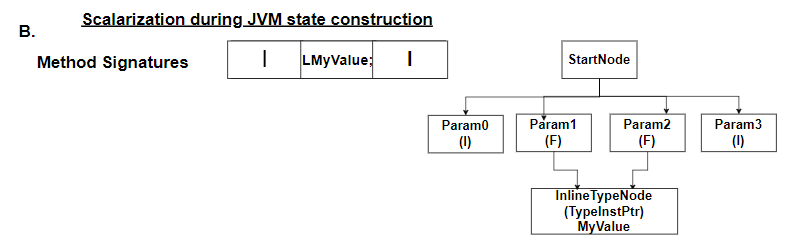 Scalarization during JVM state construction
B.
Method Signatures
I
LMyValue;
I
StartNode
Param0
(I)
Param1
(F)
Param2
(F)
Param3
(I)
InlineTypeNode
(TypeInstPtr)
MyValue